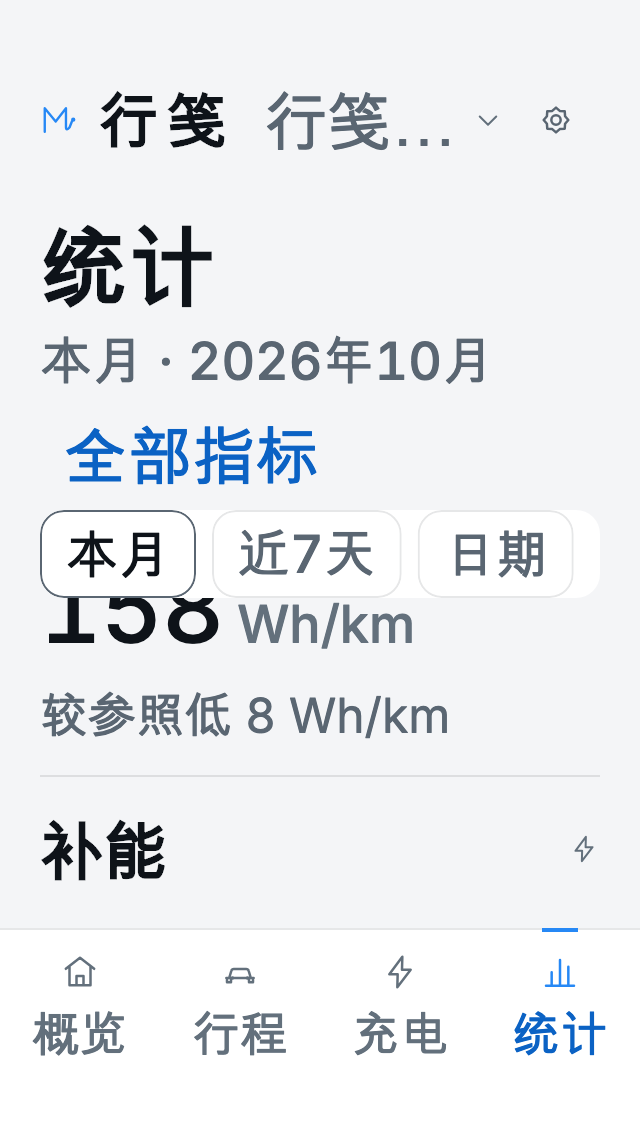 行笺 行笺...
统计
本月 · 2026年10月
全部指标
本月 近7天 日期
158 Wh/km
较参照低 8 Wh/km
补能
概览 行程 充电 统计